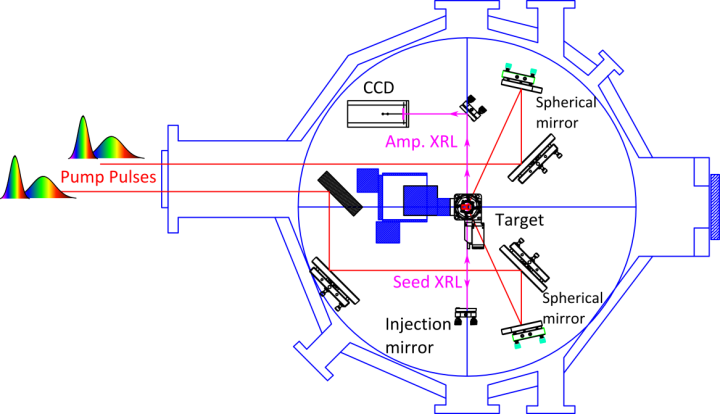 CCD
Spherical
mirror
Amp. XRL
Pump Pulses
Target
Seed XRL
Spherical
mirror
Injection
mirror